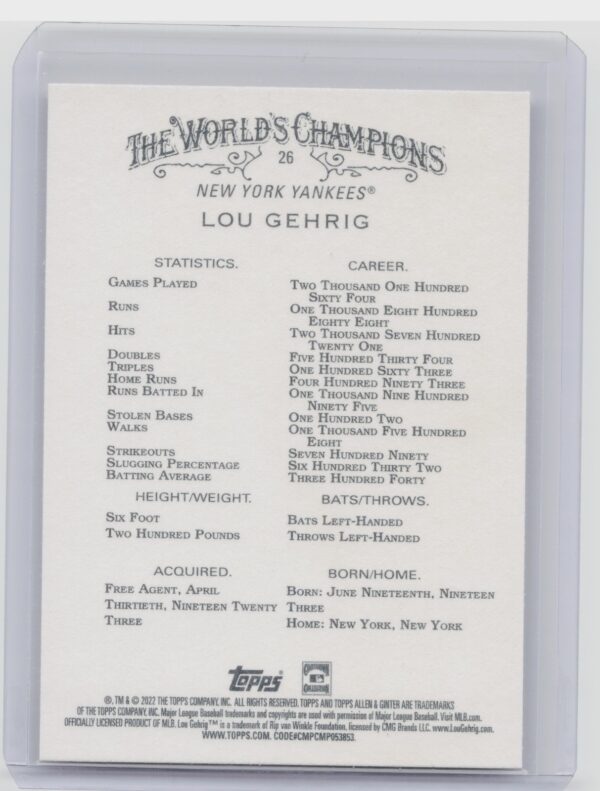 THE WORLD'S CHAMPIONS
26
NEW YORK YANKEES®
LOU GEHRIG
STATISTICS.
CAREER.
GAMES PLAYED
TWO THOUSAND ONE HUNDRED
SIXTY FOUR
RUNS
ONE THOUSAND EIGHT HUNDRED
EIGHTY EIGHT
HITS
TWO THOUSAND SEVEN HUNDRED
TWENTY ONE
DOUBLES
FIVE HUNDRED THIRTY FOUR
TRIPLES
ONE HUNDRED SIXTY THREE
HOME RUNS
FOUR HUNDRED NINETY THREE
RUNS BATTED IN
ONE THOUSAND NINE HUNDRED
NINETY FIVE
STOLEN BASES
ONE HUNDRED TWO
WALKS
ONE THOUSAND FIVE HUNDRED
EIGHT
STRIKEOUTS
SEVEN HUNDRED NINETY
SLUGGING PERCENTAGE
SIX HUNDRED THIRTY TWO
BATTING AVERAGE
THREE HUNDRED FORTY
HEIGHT/WEIGHT.
SIX FOOT
TWO HUNDRED POUNDS
BATS/THROWS.
BATS LEFT-HANDED
THROWS LEFT-HANDED
ACQUIRED.
FREE AGENT, APRIL
THIRTIETH, NINETEEN TWENTY
THREE
BORN/HOME.
BORN: JUNE NINETEENTH, NINETEEN
THREE
HOME: NEW YORK, NEW YORK
TOPPS
COOPERSTOWN
COLLECTION
®, TM & © 2022 THE TOPPS COMPANY, INC. ALL RIGHTS RESERVED. TOPPS AND TOPPS ALLEN & GINTER ARE TRADEMARKS
OF THE TOPPS COMPANY, INC. Major League Baseball trademarks and copyrights are used with permission of Major League Baseball. Visit MLB.com.
OFFICIALLY LICENSED PRODUCT OF MLB. Lou Gehrig™ is a trademark of Rip van Winkle Foundation, licensed by CMG Brands LLC. www.LouGehrig.com.
WWW.TOPPS.COM. CODE#CMPCMP053853.